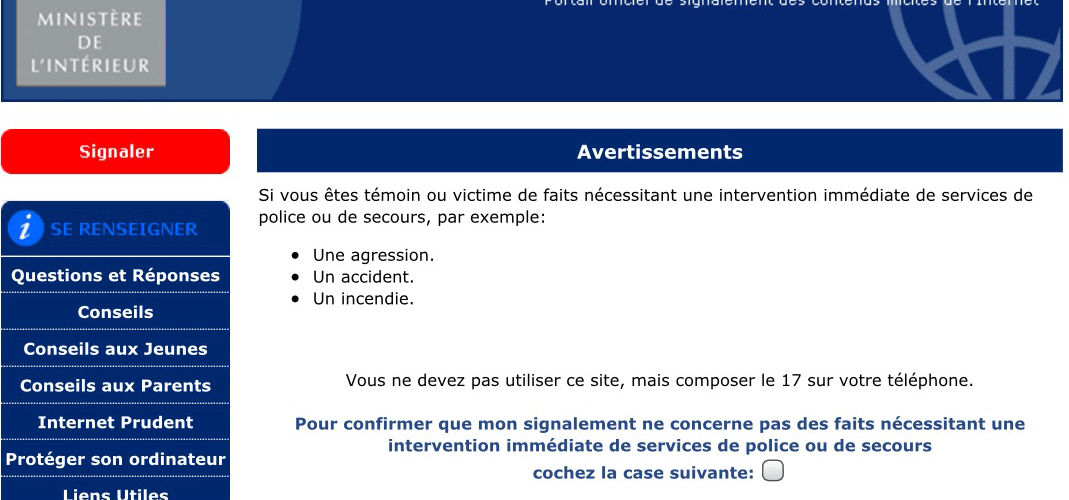 Portail officiel de signalement des contenus illicites de l'Internet
MINISTÈRE
DE
L'INTÉRIEUR
Signaler
SE RENSEIGNER
Questions et Réponses
Conseils
Conseils aux Jeunes
Conseils aux Parents
Internet Prudent
Protéger son ordinateur
Liens Utiles
Avertissements
Si vous êtes témoin ou victime de faits nécessitant une intervention immédiate de services de
police ou de secours, par exemple:
Une agression.
Un accident.
Un incendie.
Vous ne devez pas utiliser ce site, mais composer le 17 sur votre téléphone.
Pour confirmer que mon signalement ne concerne pas des faits nécessitant une
intervention immédiate de services de police ou de secours
cochez la case suivante: